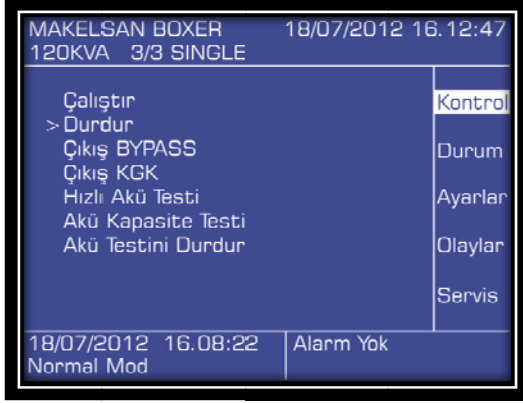 MAKELSAN BOXER 18/07/2012 16.12:47
120KVA 3/3 SINGLE
Çalıştır
>Durdur
Çıkış BYPASS
Çıkış KGK
Hızlı Akü Testi
Akü Kapasite Testi
Akü Testini Durdur
Kontrol
Durum
Ayarlar
Olaylar
Servis
18/07/2012 16.08:22 Alarm Yok
Normal Mod